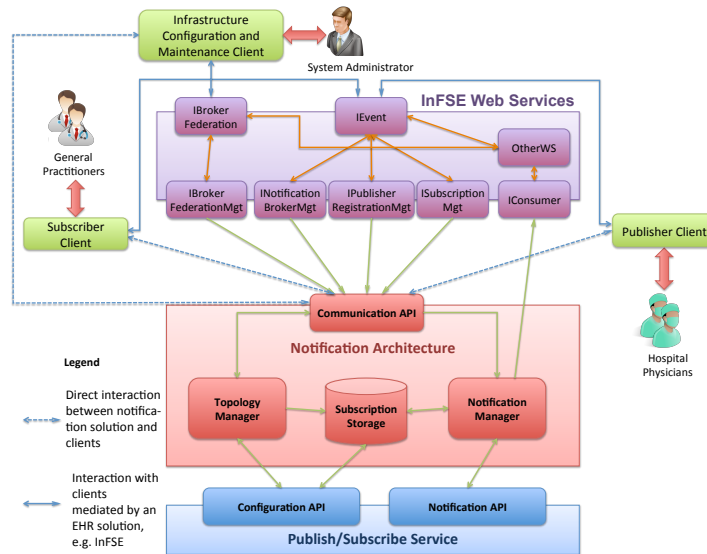 Infrastructure
Configuration and
Maintenance Client
System Administrator
InFSE Web Services
IBroker
Federation
IEvent
OtherWS
General
Practitioners
IBroker
FederationMgt
INotification
BrokerMgt
IPublisher
RegistrationMgt
ISubscription
Mgt
IConsumer
Subscriber
Client
Publisher Client
Communication API
Notification Architecture
Hospital
Physicians
Legend
Direct interaction
between notifica-
tion solution and
clients
Topology
Manager
Subscription
Storage
Notification
Manager
Interaction with
clients
mediated by an
EHR solution,
e.g. InFSE
Configuration API
Notification API
Publish/Subscribe Service